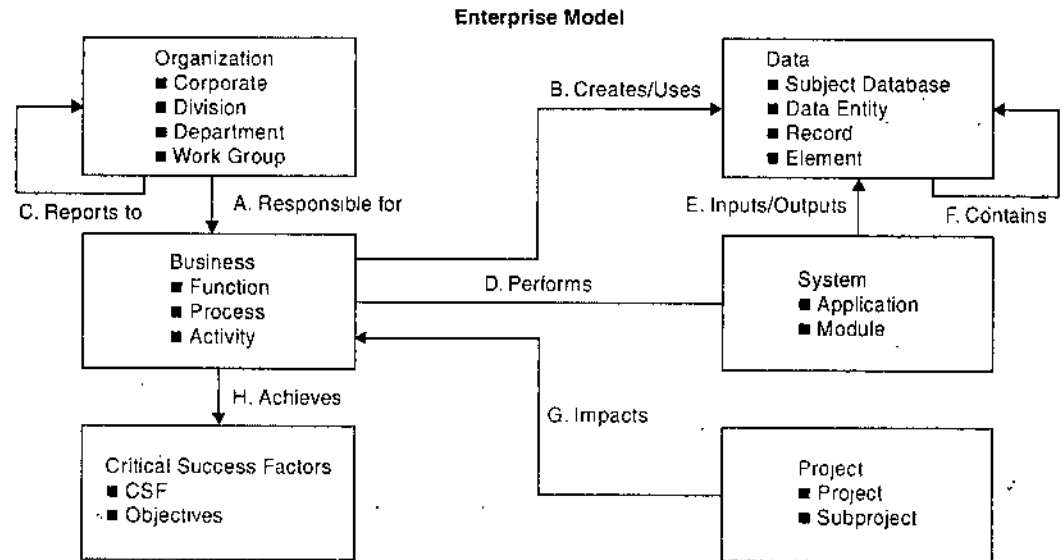 Enterprise Model
Organization
■ Corporate
■ Division
■ Department
■ Work Group
Data
■ Subject Database
■ Data Entity
■ Record
■ Element
B. Creates/Uses
C. Reports to
A. Responsible for
E. Inputs/Outputs
F. Contains
Business
■ Function
■ Process
■ Activity
D. Performs
System
■ Application
■ Module
H. Achieves
G. Impacts
Critical Success Factors
■ CSF
■ Objectives
Project
■ Project
■ Subproject